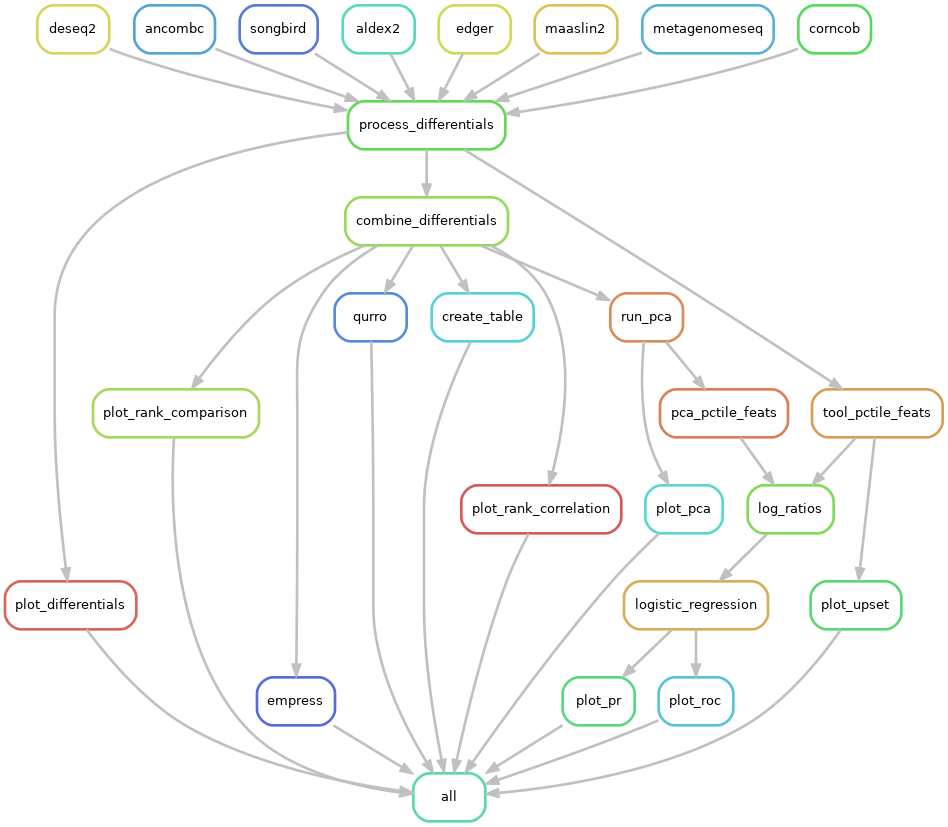 deseq2
ancombc
songbird
aldex2
edger
maaslin2
metagenomeseq
corncob
process_differentials
combine_differentials
qurro
create_table
run_pca
plot_rank_comparison
pca_pctile_feats
tool_pctile_feats
plot_rank_correlation
plot_pca
log_ratios
plot_differentials
logistic_regression
plot_upset
empress
plot_pr
plot_roc
all